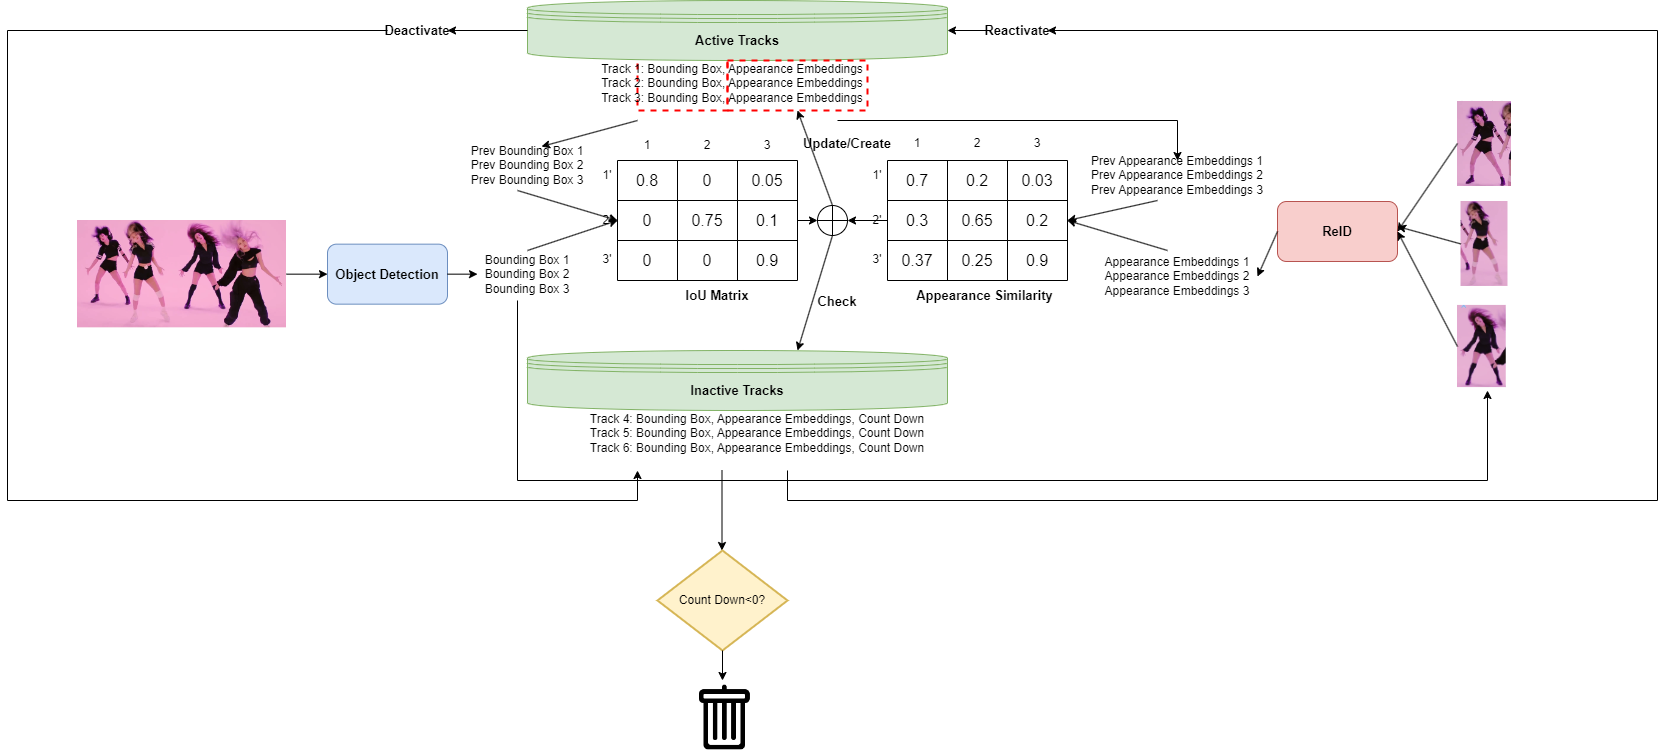 Deactivate
Reactivate
Active Tracks
Track 1: Bounding Box, Appearance Embeddings
Track 2: Bounding Box, Appearance Embeddings
Track 3: Bounding Box, Appearance Embeddings
Prev Bounding Box 1
Prev Bounding Box 2
Prev Bounding Box 3
1 2 3
1' 0.8 0 0.05
2' 0 0.75 0.1
3' 0 0 0.9
IoU Matrix
Update/Create
1 2 3
1' 0.7 0.2 0.03
2' 0.3 0.65 0.2
3' 0.37 0.25 0.9
Appearance Similarity
Prev Appearance Embeddings 1
Prev Appearance Embeddings 2
Prev Appearance Embeddings 3
ReID
Object Detection
Bounding Box 1
Bounding Box 2
Bounding Box 3
Appearance Embeddings 1
Appearance Embeddings 2
Appearance Embeddings 3
Check
Inactive Tracks
Track 4: Bounding Box, Appearance Embeddings, Count Down
Track 5: Bounding Box, Appearance Embeddings, Count Down
Track 6: Bounding Box, Appearance Embeddings, Count Down
Count Down<0?